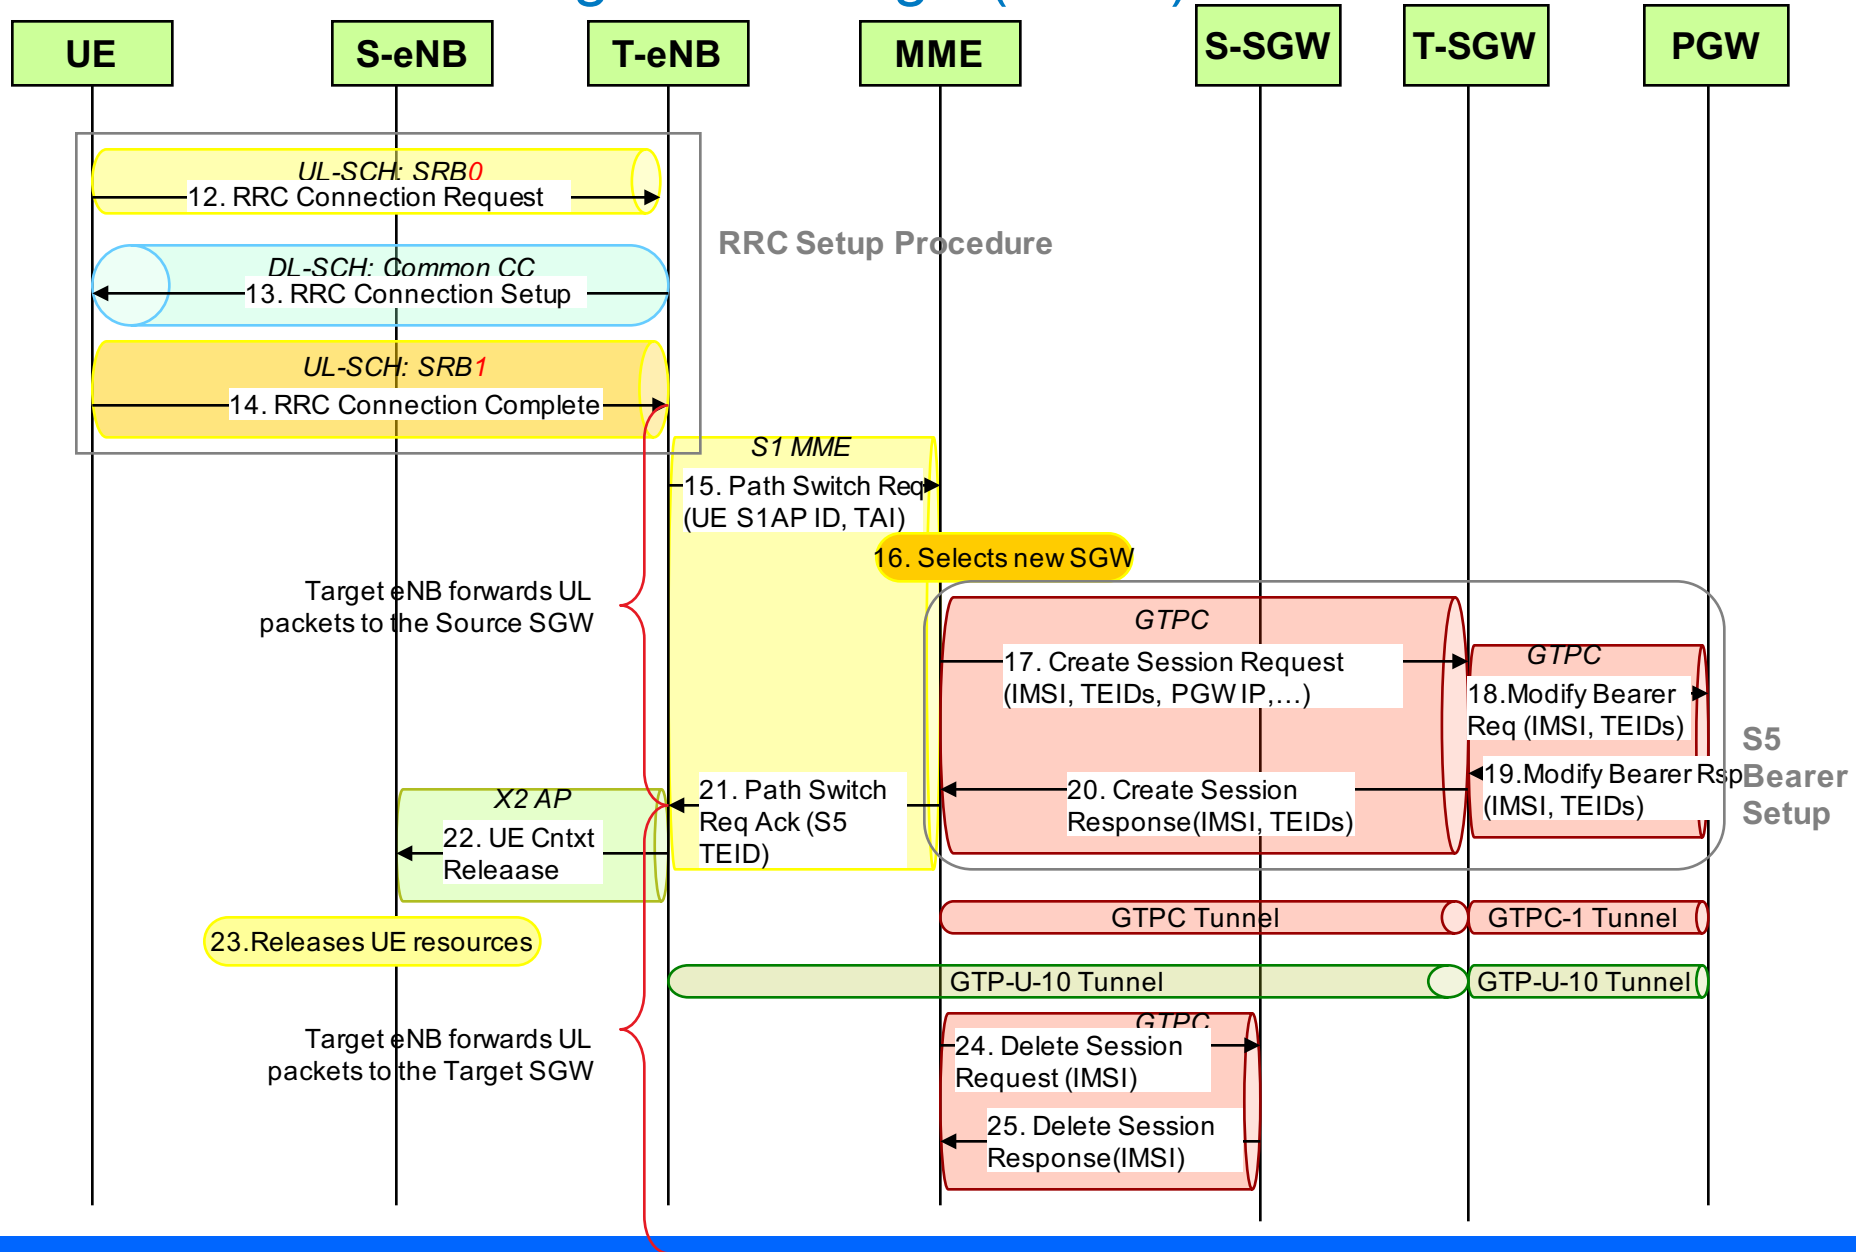 UE
S-eNB
T-eNB
MME
S-SGW
T-SGW
PGW
UL-SCH: SRB0
12. RRC Connection Request
RRC Setup Procedure
DL-SCH: Common CC
13. RRC Connection Setup
UL-SCH: SRB1
14. RRC Connection Complete
S1 MME
15. Path Switch Req
(UE S1AP ID, TAI)
16. Selects new SGW
Target eNB forwards UL
packets to the Source SGW
GTPC
17. Create Session Request
(IMSI, TEIDs, PGW IP,…)
GTPC
18.Modify Bearer
Req (IMSI, TEIDs)
19.Modify Bearer Rsp
(IMSI, TEIDs)
S5
Bearer
Setup
20. Create Session
Response(IMSI, TEIDs)
21. Path Switch
Req Ack (S5
TEID)
X2 AP
22. UE Cntxt
Releaase
GTPC Tunnel
GTPC-1 Tunnel
23.Releases UE resources
GTP-U-10 Tunnel
GTP-U-10 Tunnel
Target eNB forwards UL
packets to the Target SGW
GTPC
24. Delete Session
Request (IMSI)
25. Delete Session
Response(IMSI)